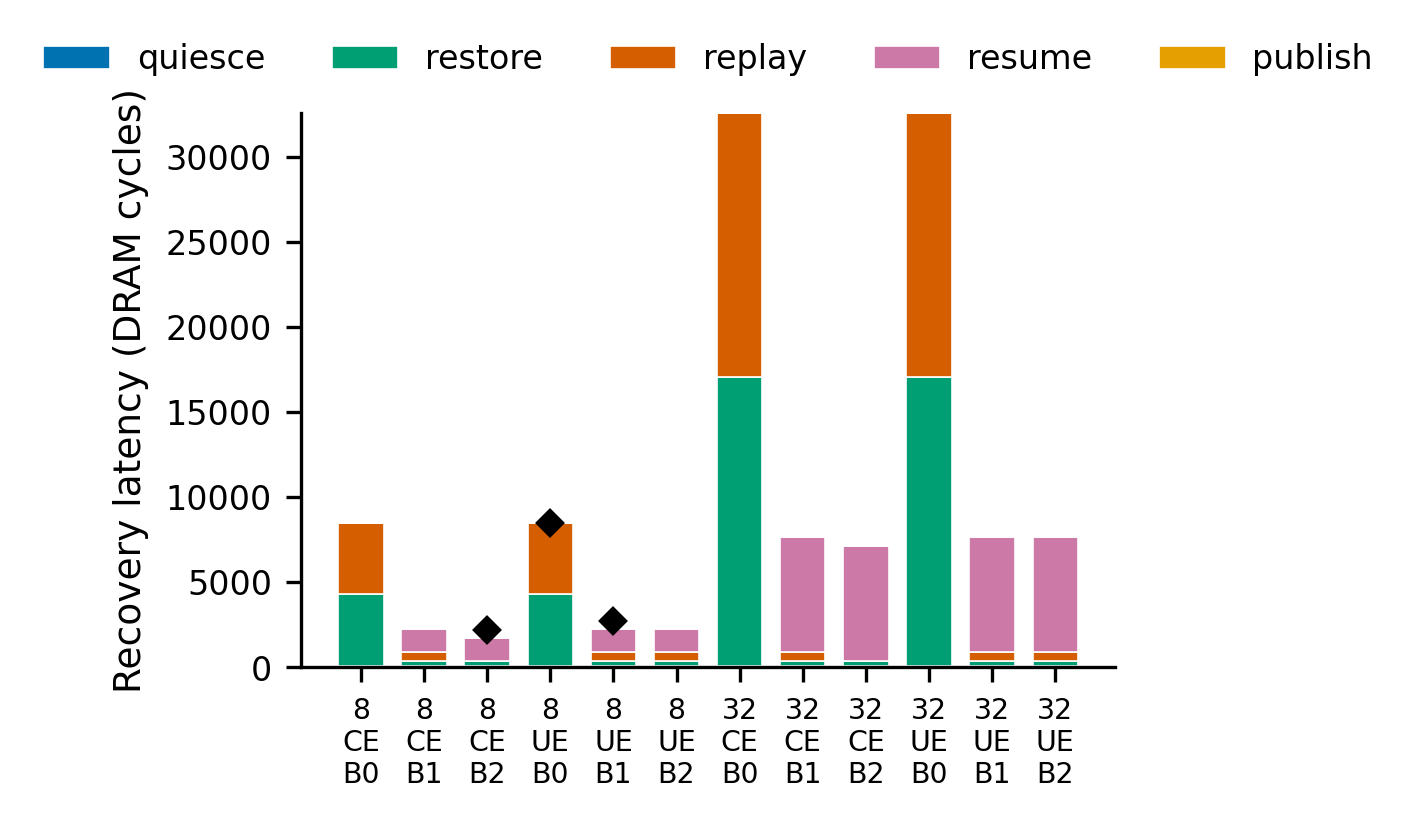 quiesce restore replay resume publish
Recovery latency (DRAM cycles)
30000
25000
20000
15000
10000
5000
0
8 8 8 8 8 8 32 32 32 32 32 32
CE CE CE UE UE UE CE CE CE UE UE UE
B0 B1 B2 B0 B1 B2 B0 B1 B2 B0 B1 B2